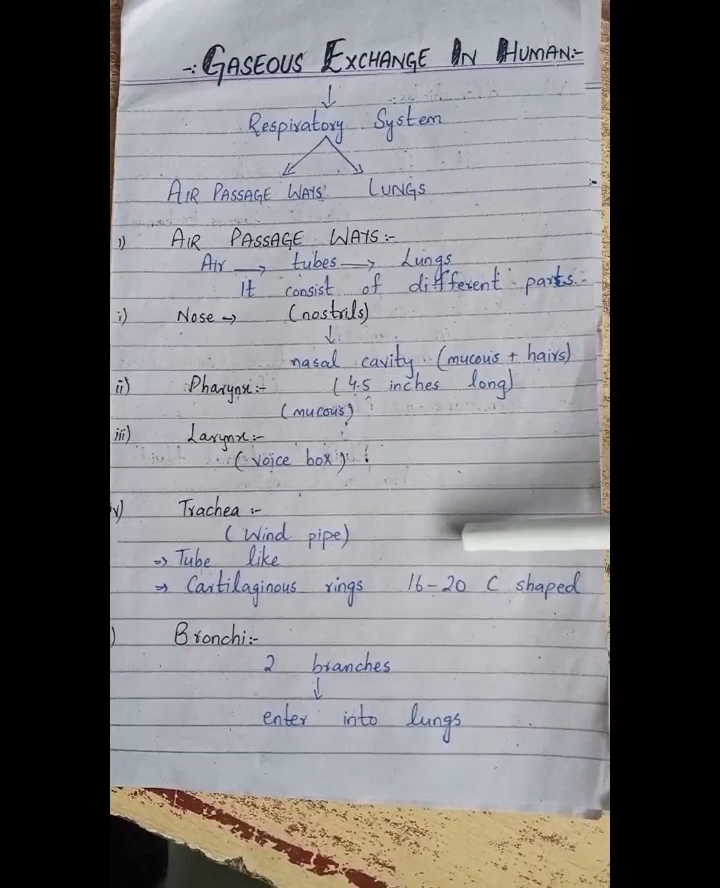 -: GASEOUS EXCHANGE IN HUMAN:-
↓
Respiratory System
AIR PASSAGE WAYS LUNGS
1) AIR PASSAGE WAYS:-
Air → tubes → Lungs
It consist of different parts.
i) Nose → (nostrils)
↓
nasal cavity (mucous + hairs)
ii) Pharynx:- (4.5 inches long)
(mucous)
iii) Larynx:-
(voice box)
iv) Trachea :-
(Wind pipe)
⇒ Tube like
⇒ Cartilaginous rings 16-20 C shaped
) Bronchi:-
2 branches
↓
enter into lungs